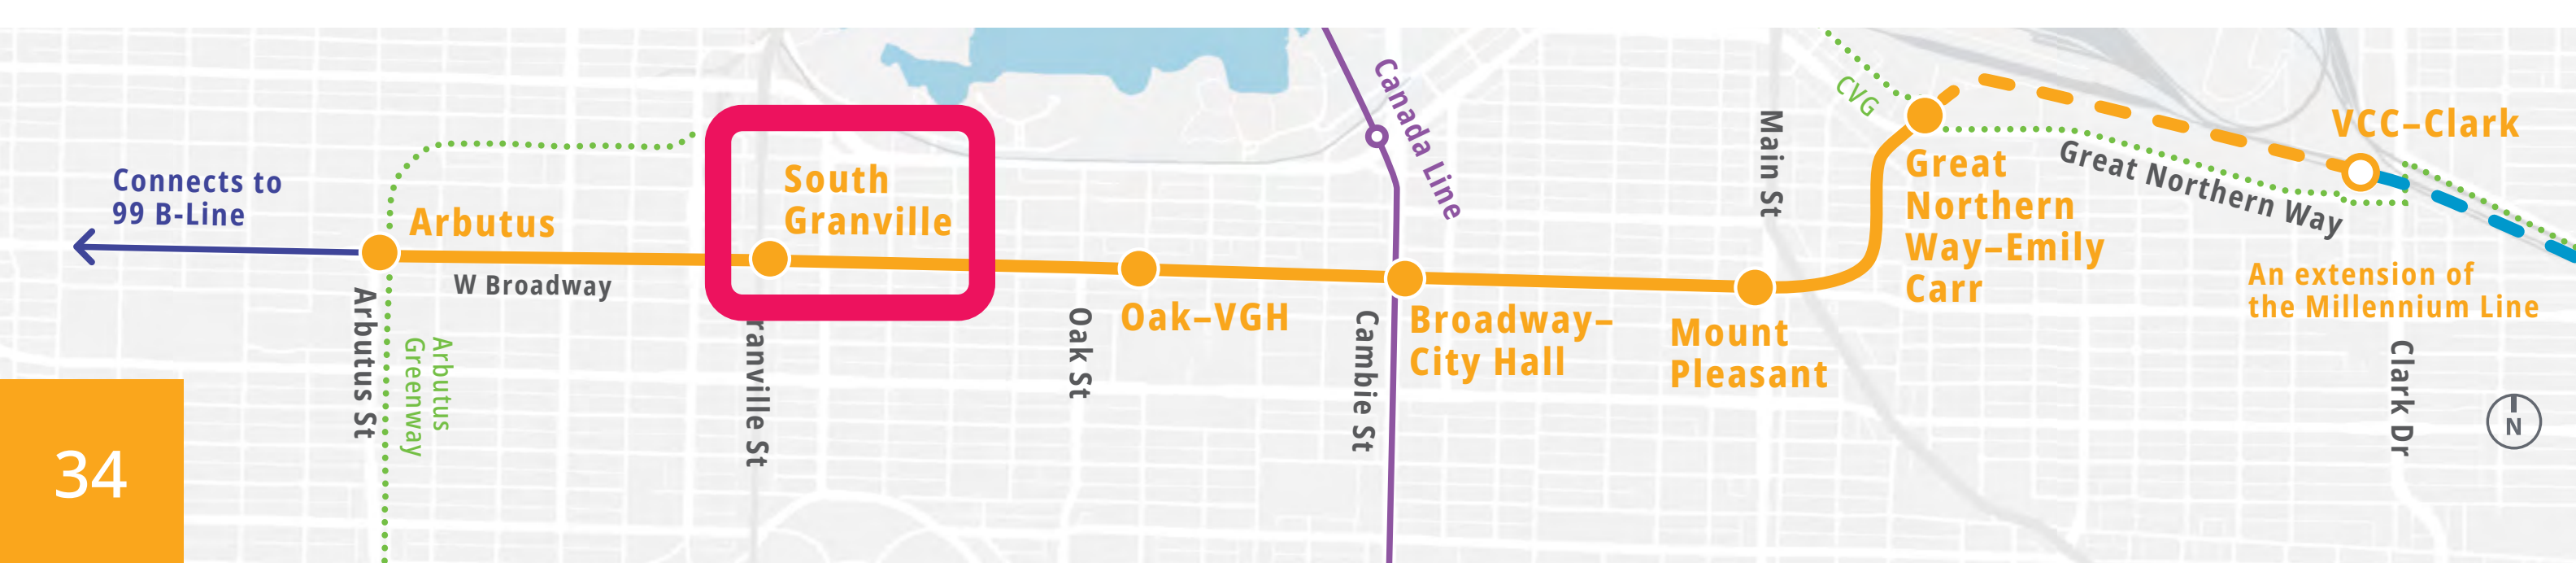 Connects to
99 B-Line
Arbutus
W Broadway
Arbutus St
Arbutus
Greenway
South
Granville
ranville St
Oak St
Oak–VGH
Canada Line
Cambie St
Broadway–
City Hall
Main St
Mount
Pleasant
CVG
Great
Northern
Way–Emily
Carr
Great Northern Way
VCC–Clark
An extension of
the Millennium Line
Clark Dr
N
34